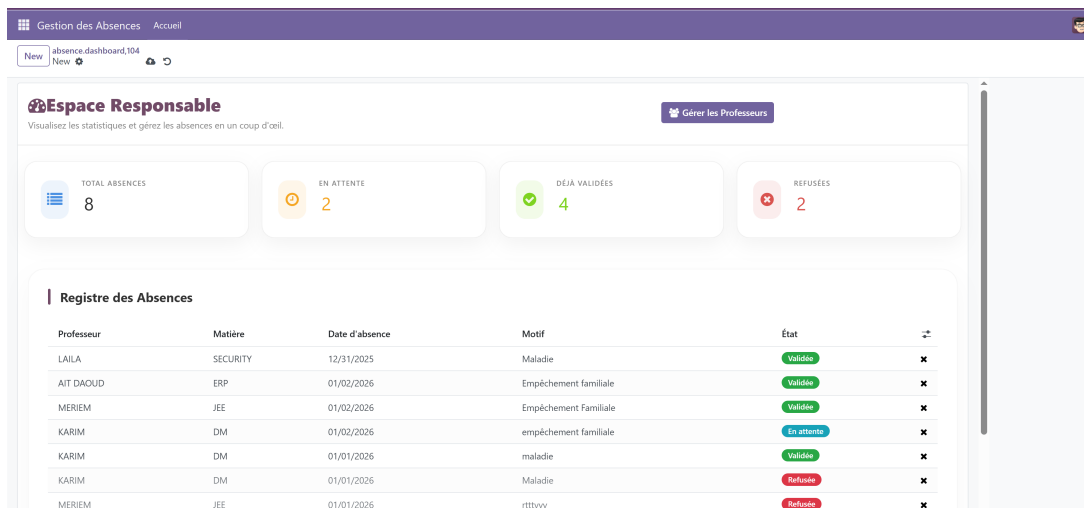 Gestion des Absences Accueil
New absence.dashboard,104
New
Espace Responsable
Visualisez les statistiques et gérez les absences en un coup d'œil.
Gérer les Professeurs
TOTAL ABSENCES
8
EN ATTENTE
2
DÉJÀ VALIDÉES
4
REFUSÉES
2
Registre des Absences
Professeur Matière Date d'absence Motif État
LAILA SECURITY 12/31/2025 Maladie Validée
AIT DAOUD ERP 01/02/2026 Empêchement familiale Validée
MERIEM JEE 01/02/2026 Empêchement Familiale Validée
KARIM DM 01/02/2026 empêchement familiale En attente
KARIM DM 01/01/2026 maladie Validée
KARIM DM 01/01/2026 Maladie Refusée
MERIEM JEE 01/01/2026 rtttyyy Refusée